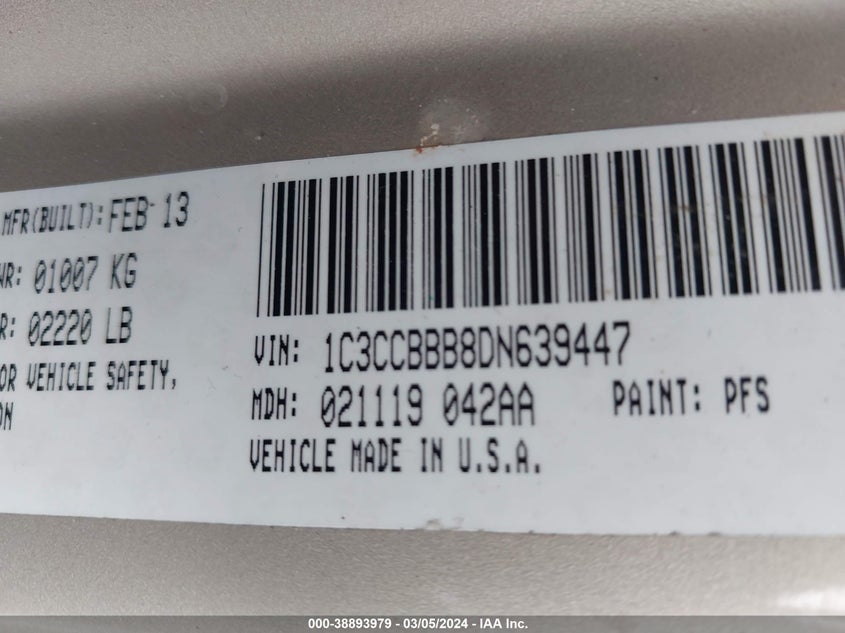 MFR(BUILT): FEB 13
WR: 01007 KG
R: 02220 LB
OR VEHICLE SAFETY,
ON
VIN: 1C3CCBBB8DN639447
MDH: 021119 042AA PAINT: PFS
VEHICLE MADE IN U.S.A.
000-38893979 — 03/05/2024 — IAA Inc.